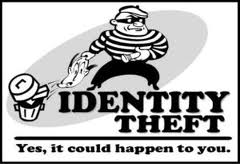 IDENTITY
THEFT
Yes, it could happen to you.